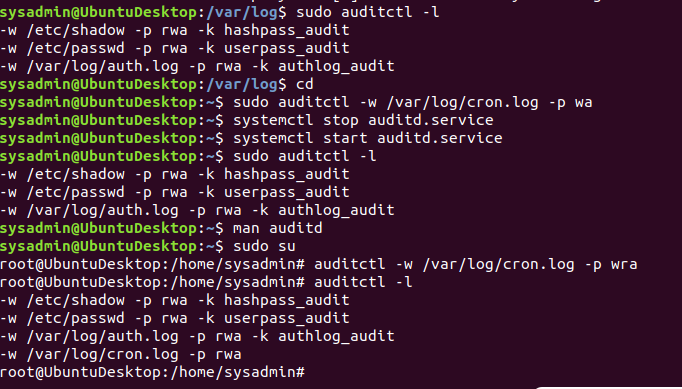 sysadmin@UbuntuDesktop:/var/log$ sudo auditctl -l
-w /etc/shadow -p rwa -k hashpass_audit
-w /etc/passwd -p rwa -k userpass_audit
-w /var/log/auth.log -p rwa -k authlog_audit
sysadmin@UbuntuDesktop:/var/log$ cd
sysadmin@UbuntuDesktop:~$ sudo auditctl -w /var/log/cron.log -p wa
sysadmin@UbuntuDesktop:~$ systemctl stop auditd.service
sysadmin@UbuntuDesktop:~$ systemctl start auditd.service
sysadmin@UbuntuDesktop:~$ sudo auditctl -l
-w /etc/shadow -p rwa -k hashpass_audit
-w /etc/passwd -p rwa -k userpass_audit
-w /var/log/auth.log -p rwa -k authlog_audit
sysadmin@UbuntuDesktop:~$ man auditd
sysadmin@UbuntuDesktop:~$ sudo su
root@UbuntuDesktop:/home/sysadmin# auditctl -w /var/log/cron.log -p wra
root@UbuntuDesktop:/home/sysadmin# auditctl -l
-w /etc/shadow -p rwa -k hashpass_audit
-w /etc/passwd -p rwa -k userpass_audit
-w /var/log/auth.log -p rwa -k authlog_audit
-w /var/log/cron.log -p rwa
root@UbuntuDesktop:/home/sysadmin#